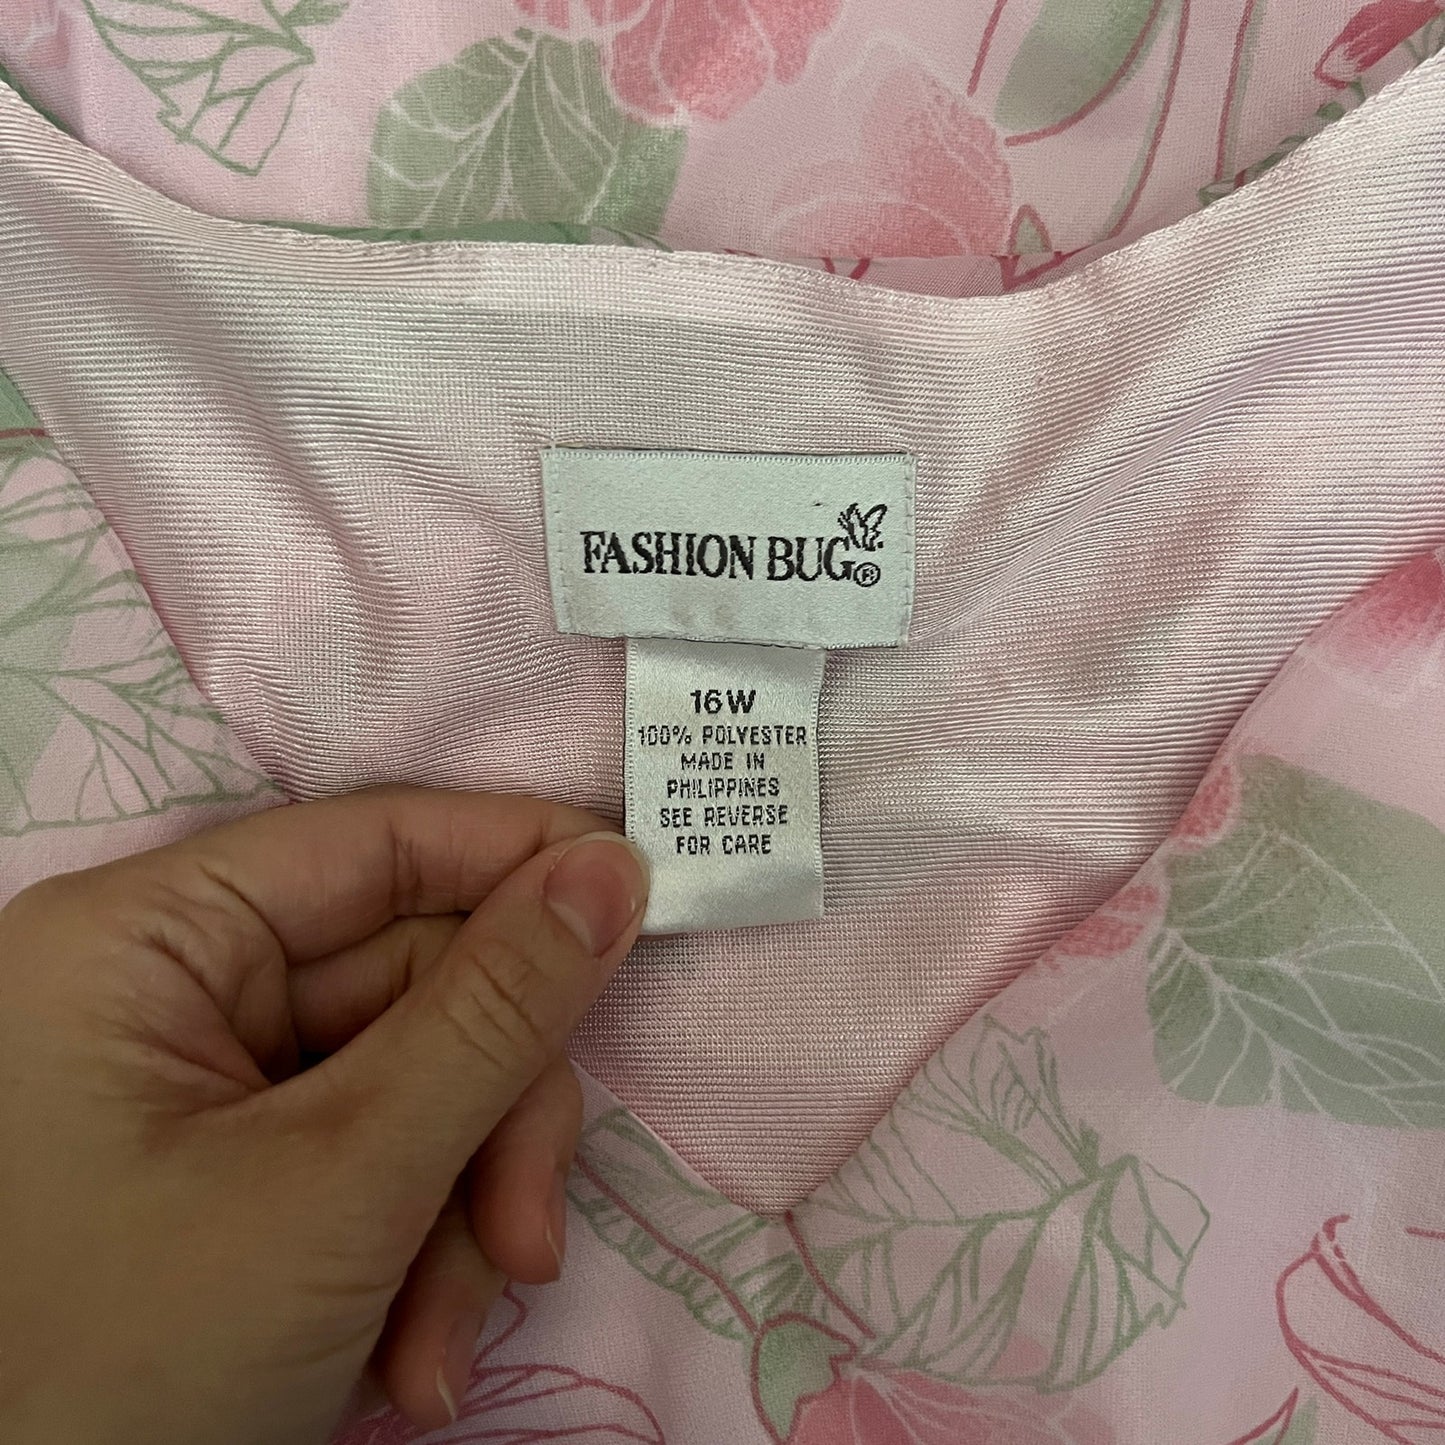 FASHION BUG®
16W
100% POLYESTER
MADE IN
PHILIPPINES
SEE REVERSE
FOR CARE